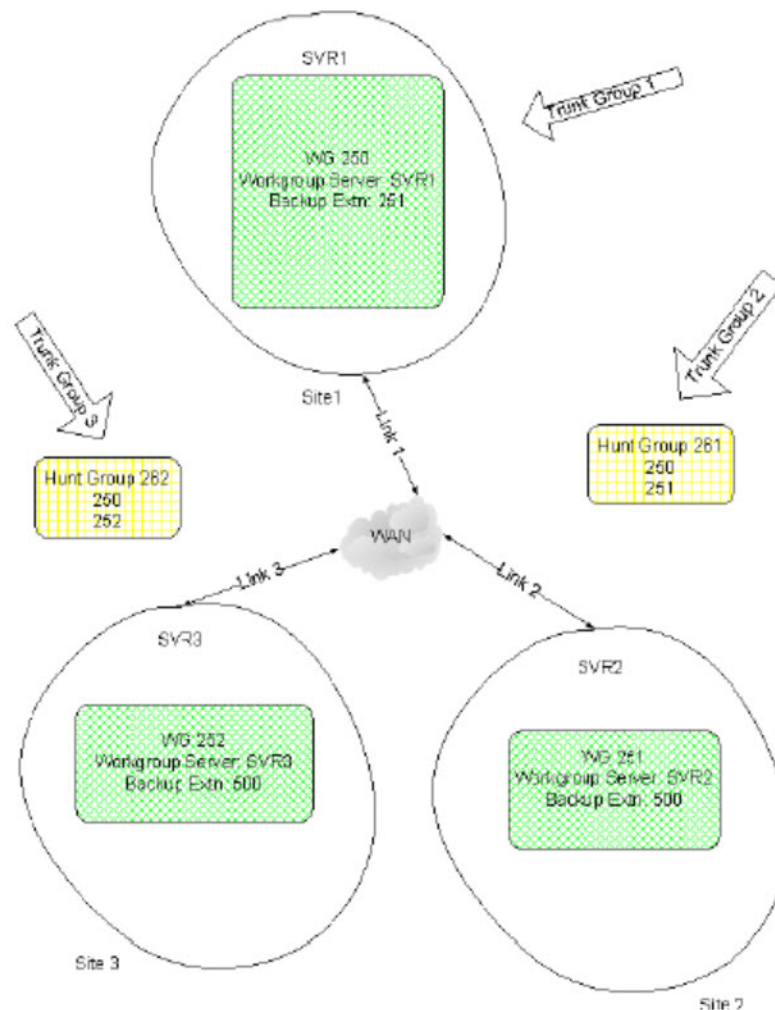 SVR1
Trunk Group 1
WG 250
Workgroup Server: SVR1
Backup Extn: 251
Trunk Group 3
Trunk Group 2
Site1
Link 1
Hunt Group 262
250
252
Hunt Group 261
250
251
WAN
Link 3
Link 2
SVR3
SVR2
WG 252
Workgroup Server: SVR3
Backup Extn: 500
WG 251
Workgroup Server: SVR2
Backup Extn: 500
Site 3
Site 2